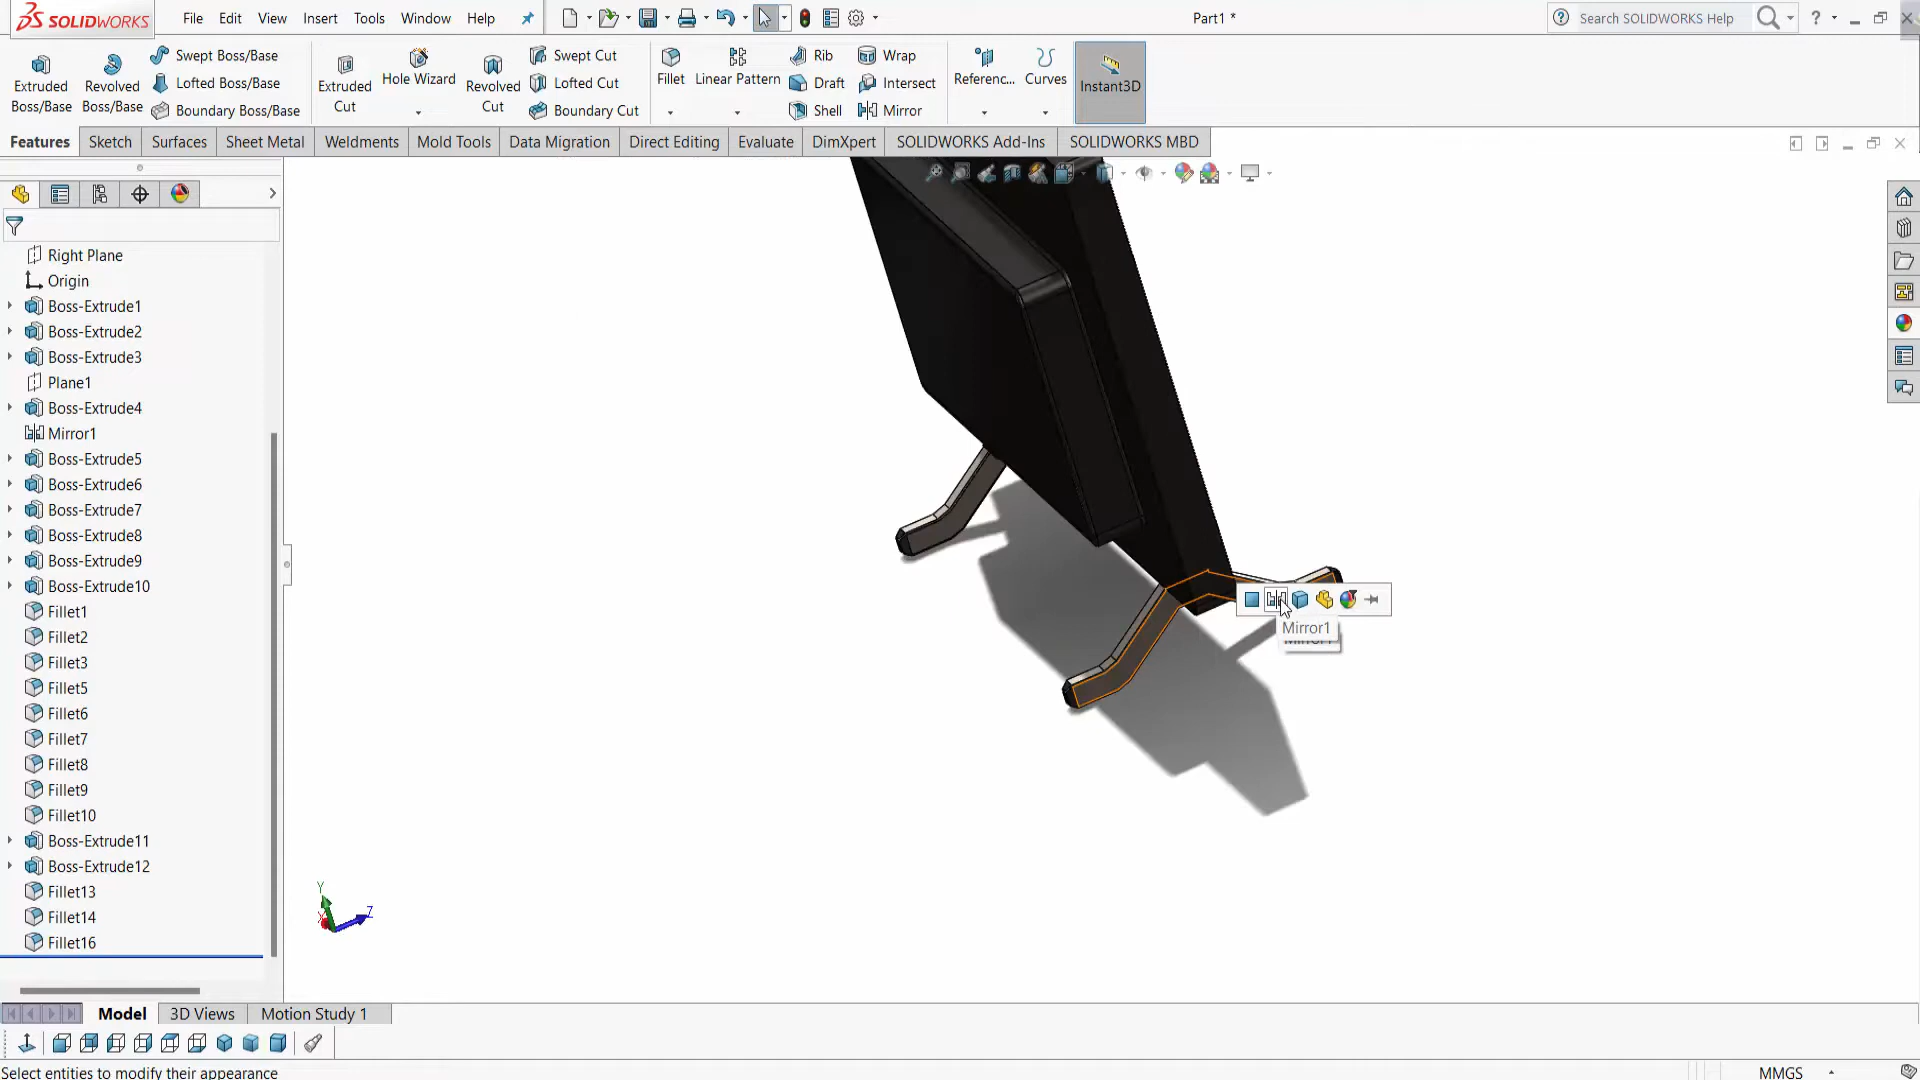 SOLIDWORKS File Edit View Insert Tools Window Help Part1 * Search SOLIDWORKS Help ?
Extruded Boss/Base
Revolved Boss/Base
Swept Boss/Base
Lofted Boss/Base
Boundary Boss/Base
Extruded Cut
Hole Wizard
Revolved Cut
Swept Cut
Lofted Cut
Boundary Cut
Fillet
Linear Pattern
Rib
Draft
Shell
Wrap
Intersect
Mirror
Referenc...
Curves
Instant3D
Features Sketch Surfaces Sheet Metal Weldments Mold Tools Data Migration Direct Editing Evaluate DimXpert SOLIDWORKS Add-Ins SOLIDWORKS MBD
Right Plane
Origin
Boss-Extrude1
Boss-Extrude2
Boss-Extrude3
Plane1
Boss-Extrude4
Mirror1
Boss-Extrude5
Boss-Extrude6
Boss-Extrude7
Boss-Extrude8
Boss-Extrude9
Boss-Extrude10
Fillet1
Fillet2
Fillet3
Fillet5
Fillet6
Fillet7
Fillet8
Fillet9
Fillet10
Boss-Extrude11
Boss-Extrude12
Fillet13
Fillet14
Fillet16
Mirror1
Y
X
Z
Model 3D Views Motion Study 1
Select entities to modify their appearance MMGS